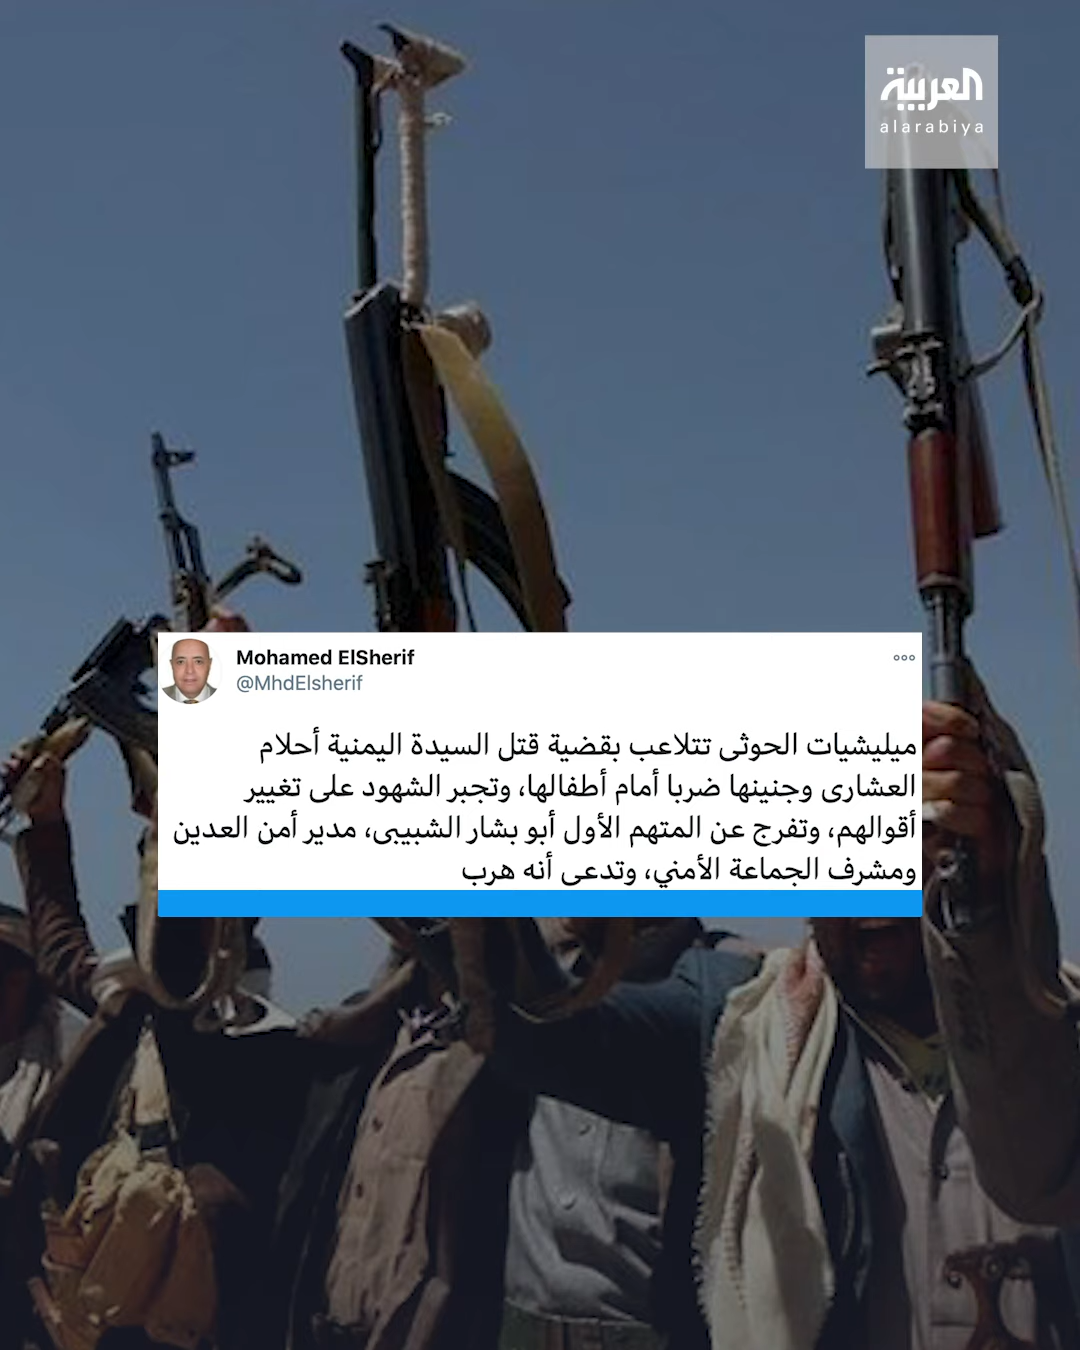 العربية
alarabiya
Mohamed ElSherif
@MhdElsherif
ميليشيات الحوثى تتلاعب بقضية قتل السيدة اليمنية أحلام
العشارى وجنينها ضربا أمام أطفالها، وتجبر الشهود على تغيير
أقوالهم، وتفرج عن المتهم الأول أبو بشار الشبيبى، مدير أمن العدين
ومشرف الجماعة الأمني، وتدعى أنه هرب